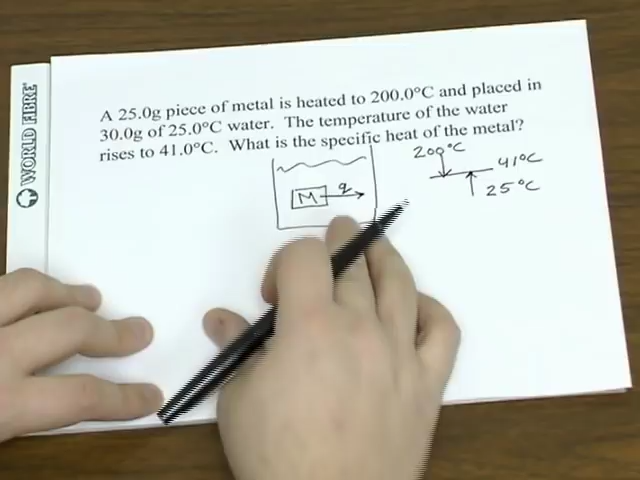 WORLD FIBRE
A 25.0g piece of metal is heated to 200.0°C and placed in
30.0g of 25.0°C water. The temperature of the water
rises to 41.0°C. What is the specific heat of the metal?
200°C
41°C
25°C
M
q